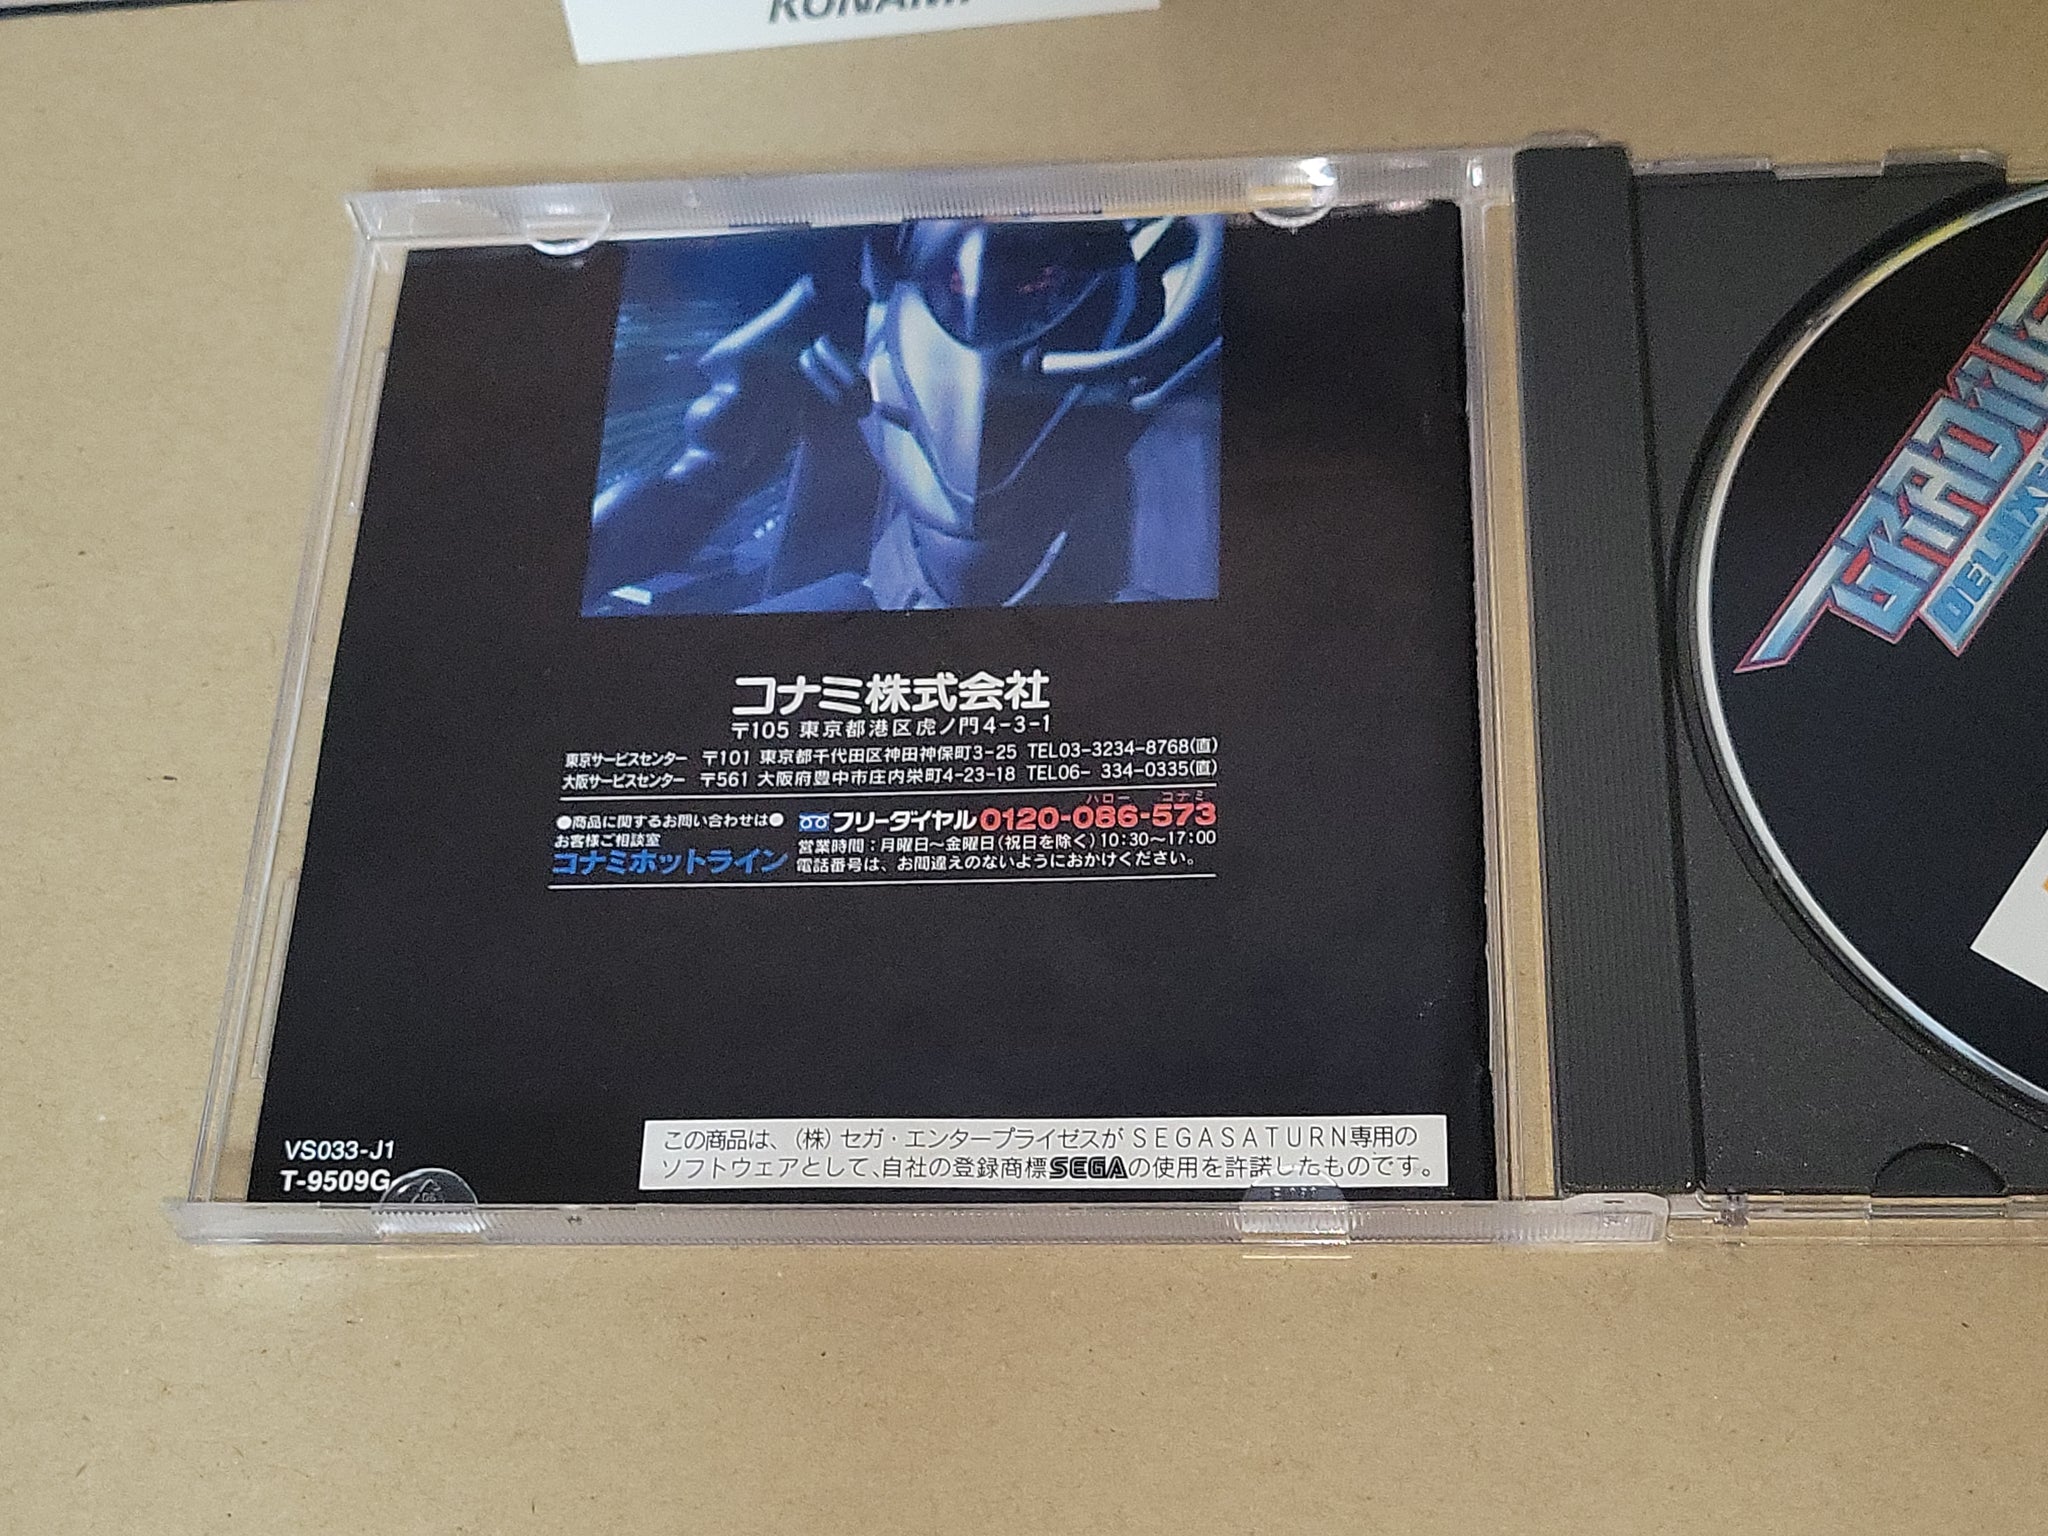 KONAMI
コナミ株式会社
〒105 東京都港区虎ノ門4-3-1
東京サービスセンター 〒101 東京都千代田区神田神保町3-25 TEL03-3234-8768(直)
大阪サービスセンター 〒561 大阪府豊中市庄内栄町4-23-18 TEL06- 334-0335(直)
●商品に関するお問い合わせは●
お客様ご相談室
コナミホットライン
ハロー コナミ
フリーダイヤル 0120-086-573
営業時間:月曜日~金曜日(祝日を除く)10:30~17:00
電話番号は、お間違えのないようにおかけください。
VS033-J1
T-9509G
この商品は、(株)セガ・エンタープライゼスがSEGASATURN専用の
ソフトウェアとして、自社の登録商標SEGAの使用を許諾したものです。
GRADIUS
DELUXE